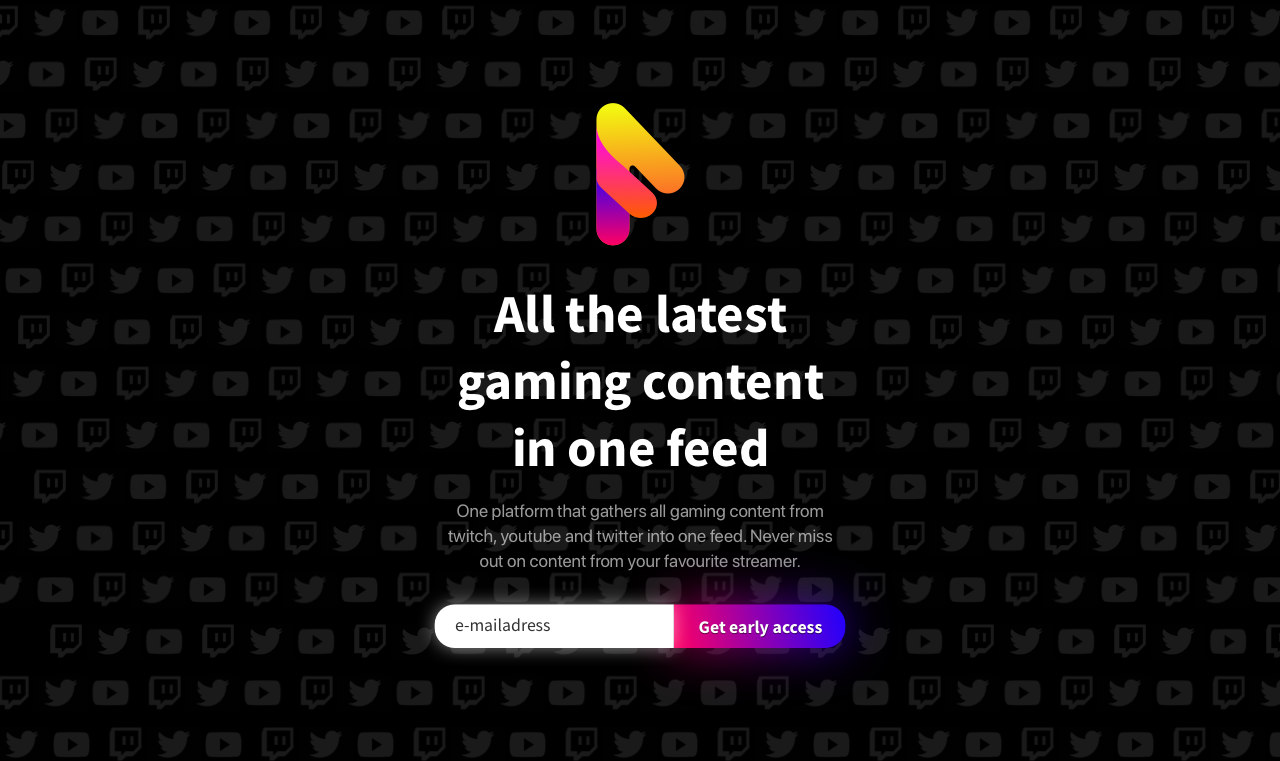 All the latest
gaming content
in one feed
One platform that gathers all gaming content from
twitch, youtube and twitter into one feed. Never miss
out on content from your favourite streamer.
e-mailadress
Get early access